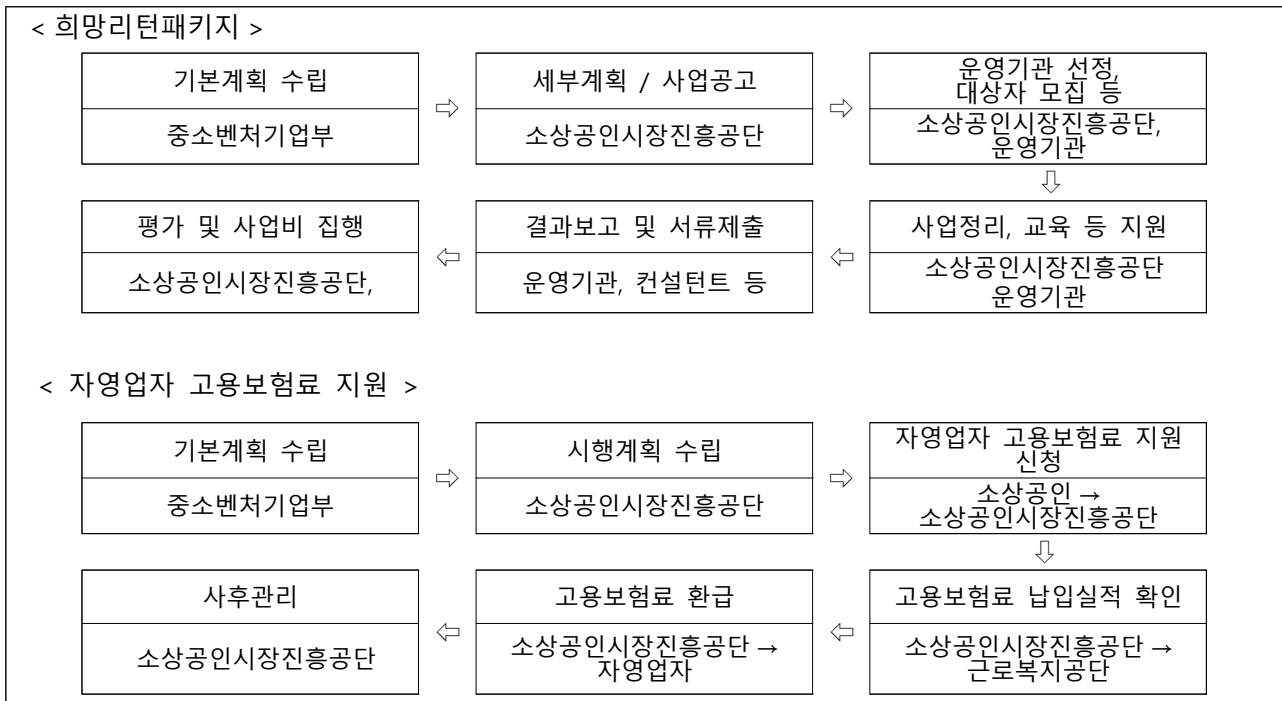 < 희망리턴패키지 >
기본계획 수립
중소벤처기업부
⇨
세부계획 / 사업공고
소상공인시장진흥공단
⇨
운영기관 선정,
대상자 모집 등
소상공인시장진흥공단,
운영기관
⇩
사업정리, 교육 등 지원
소상공인시장진흥공단
운영기관
⇦
결과보고 및 서류제출
운영기관, 컨설턴트 등
⇦
평가 및 사업비 집행
소상공인시장진흥공단,
< 자영업자 고용보험료 지원 >
기본계획 수립
중소벤처기업부
⇨
시행계획 수립
소상공인시장진흥공단
⇨
자영업자 고용보험료 지원
신청
소상공인 →
소상공인시장진흥공단
⇩
고용보험료 납입실적 확인
소상공인시장진흥공단 →
근로복지공단
⇦
고용보험료 환급
소상공인시장진흥공단 →
자영업자
⇦
사후관리
소상공인시장진흥공단